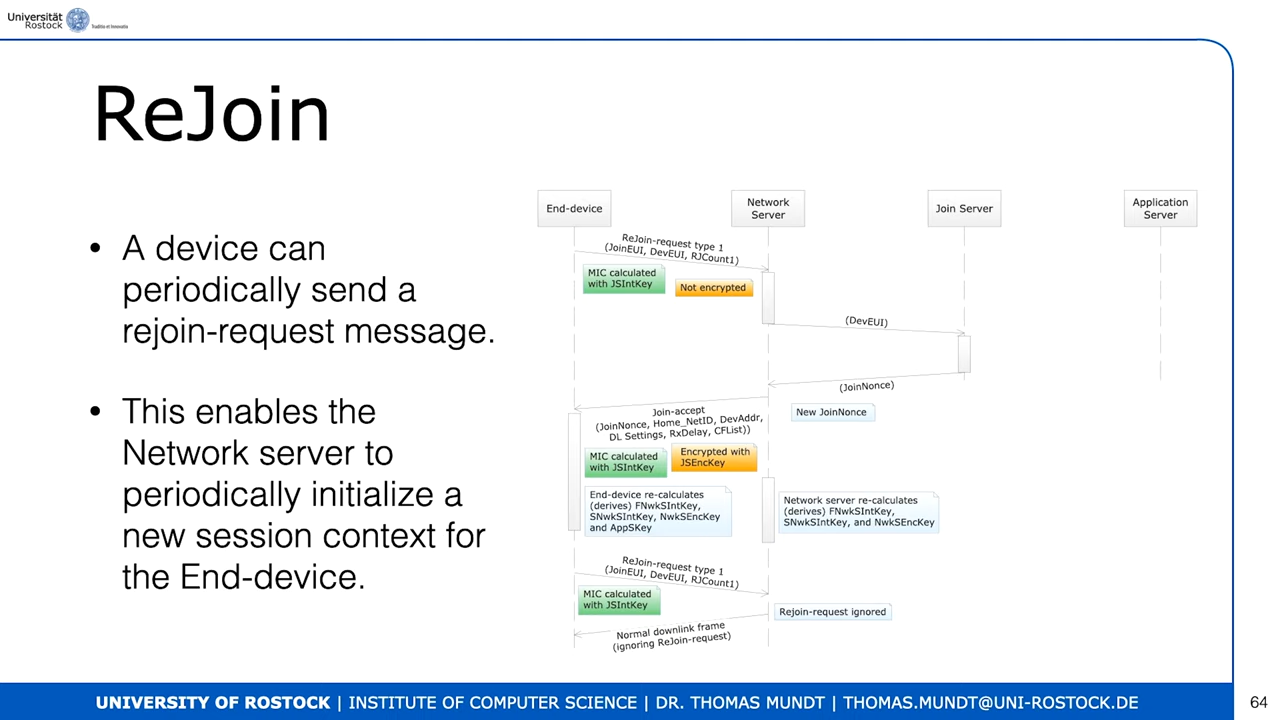 Universität
Rostock
Traditio et Innovatio
ReJoin
• A device can
periodically send a
rejoin-request message.
• This enables the
Network server to
periodically initialize a
new session context for
the End-device.
End-device
Network
Server
Join Server
Application
Server
ReJoin-request type 1
(JoinEUI, DevEUI, RJCount1)
MIC calculated
with JSIntKey
Not encrypted
(DevEUI)
(JoinNonce)
New JoinNonce
Join-accept
(JoinNonce, Home_NetID, DevAddr,
DL Settings, RxDelay, CFList))
MIC calculated
with JSIntKey
Encrypted with
JSEncKey
End-device re-calculates
(derives) FNwkSIntKey,
SNwkSIntKey, NwkSEncKey
and AppSKey
Network server re-calculates
(derives) FNwkSIntKey,
SNwkSIntKey, and NwkSEncKey
ReJoin-request type 1
(JoinEUI, DevEUI, RJCount1)
MIC calculated
with JSIntKey
Rejoin-request ignored
Normal downlink frame
(ignoring ReJoin-request)
UNIVERSITY OF ROSTOCK | INSTITUTE OF COMPUTER SCIENCE | DR. THOMAS MUNDT | THOMAS.MUNDT@UNI-ROSTOCK.DE
64